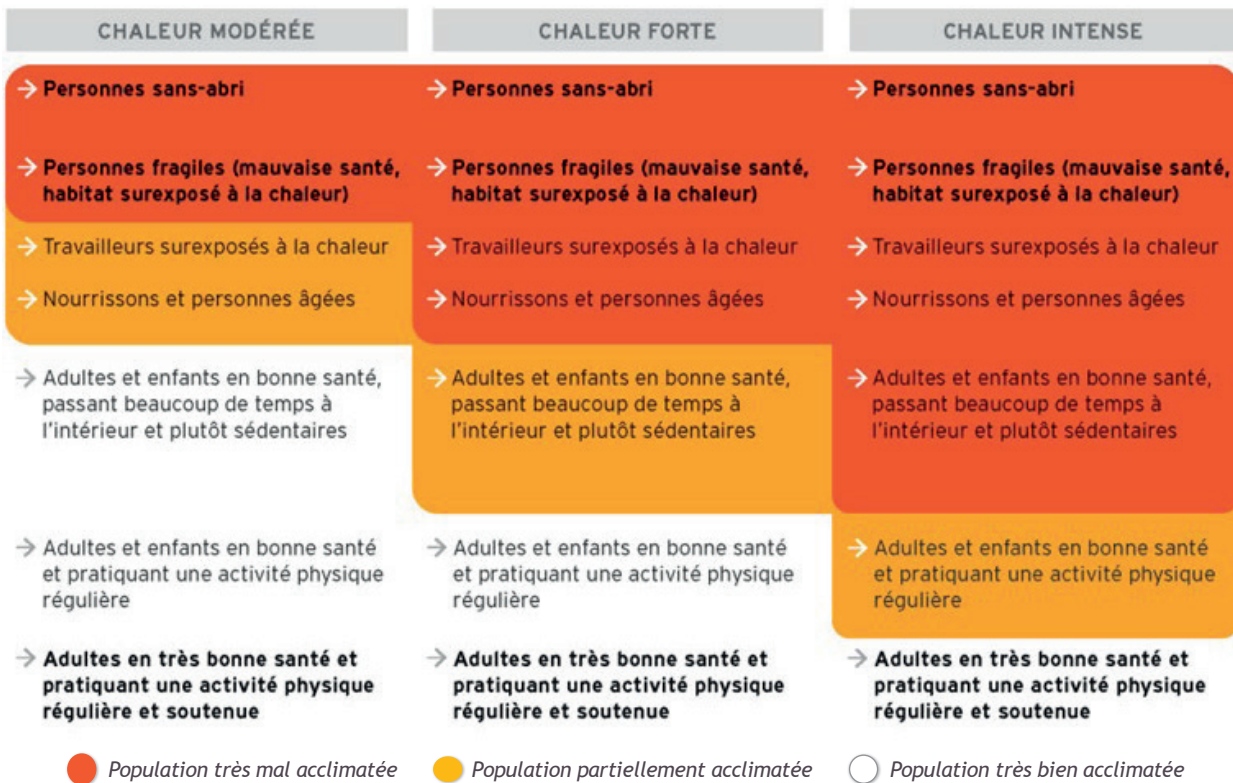 CHALEUR MODÉRÉE
CHALEUR FORTE
CHALEUR INTENSE
→ Personnes sans-abri
→ Personnes fragiles (mauvaise santé,
habitat surexposé à la chaleur)
→ Travailleurs surexposés à la chaleur
→ Nourrissons et personnes âgées
→ Adultes et enfants en bonne santé,
passant beaucoup de temps à
l'intérieur et plutôt sédentaires
→ Adultes et enfants en bonne santé
et pratiquant une activité physique
régulière
→ Adultes en très bonne santé et
pratiquant une activité physique
régulière et soutenue
→ Personnes sans-abri
→ Personnes fragiles (mauvaise santé,
habitat surexposé à la chaleur)
→ Travailleurs surexposés à la chaleur
→ Nourrissons et personnes âgées
→ Adultes et enfants en bonne santé,
passant beaucoup de temps à
l'intérieur et plutôt sédentaires
→ Adultes et enfants en bonne santé
et pratiquant une activité physique
régulière
→ Adultes en très bonne santé et
pratiquant une activité physique
régulière et soutenue
→ Personnes sans-abri
→ Personnes fragiles (mauvaise santé,
habitat surexposé à la chaleur)
→ Travailleurs surexposés à la chaleur
→ Nourrissons et personnes âgées
→ Adultes et enfants en bonne santé,
passant beaucoup de temps à
l'intérieur et plutôt sédentaires
→ Adultes et enfants en bonne santé
et pratiquant une activité physique
régulière
→ Adultes en très bonne santé et
pratiquant une activité physique
régulière et soutenue
Population très mal acclimatée
Population partiellement acclimatée
Population très bien acclimatée